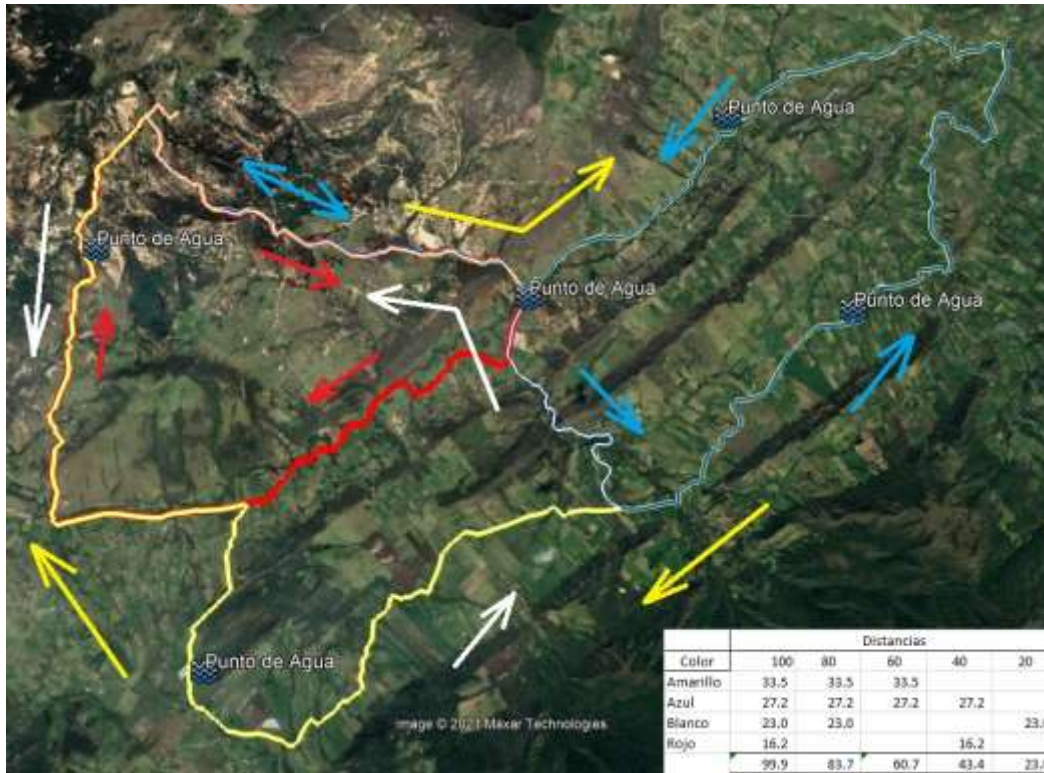 Punto de Agua
Punto de Agua
Punto de Agua
Punto de Agua
Punto de Agua
image © 2021 Maxar Technologies
Distancias
Color 100 80 60 40 20
Amarillo 33.5 33.5 33.5
Azul 27.2 27.2 27.2 27.2
Blanco 23.0 23.0
Rojo 16.2 16.2
99.9 83.7 60.7 43.4